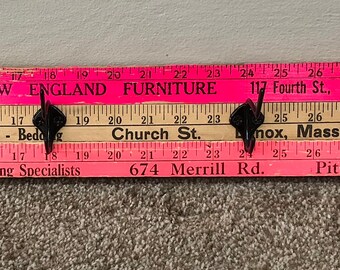 17 18 19 20 21 22 23 24 25 26
W ENGLAND FURNITURE 117 Fourth St.,
17 18 19 20 21 22 23 24 25 26
- Bedding Church St. nox, Mass
17 18 19 20 21 22 23 24 25 26
ng Specialists 674 Merrill Rd. Pit